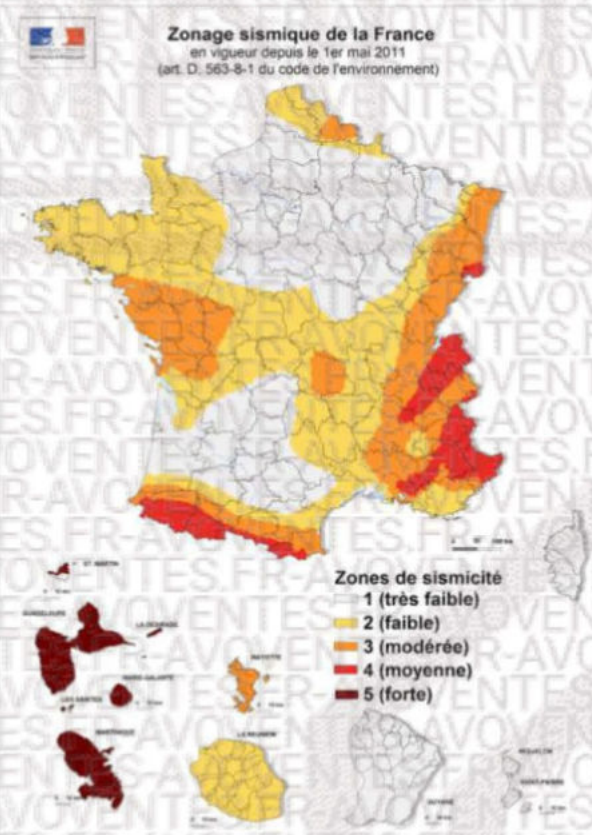 Zonage sismique de la France
en vigueur depuis le 1er mai 2011
(art. D. 563-8-1 du code de l'environnement)
Zones de sismicité
1 (très faible)
2 (faible)
3 (modérée)
4 (moyenne)
5 (forte)
ST. MARTIN
GUADELOUPE
LA DESIRADE
MARIE-GALANTE
LES SAINTES
MAYOTTE
MARTINIQUE
LA REUNION
GUYANE
MIQUELON
SAINT-PIERRE
AVOVENTES.FR